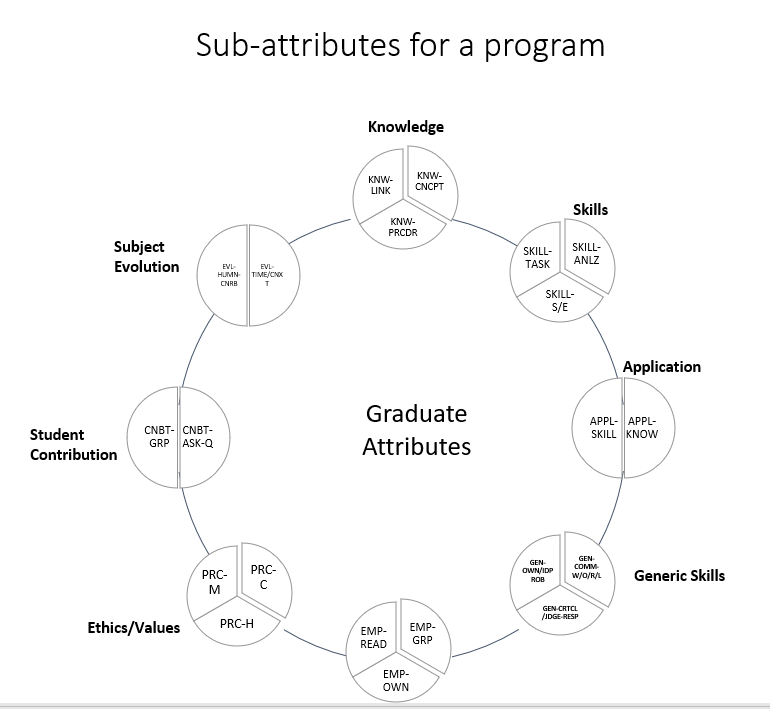 Sub-attributes for a program
Knowledge
KNW-
LINK
KNW-
CNCPT
KNW-
PRCDR
Skills
SKILL-
TASK
SKILL-
ANLZ
SKILL-
S/E
Application
APPL-
SKILL
APPL-
KNOW
Generic Skills
GEN-
OWN/IDP
ROB
GEN-
COMM-
W/O/R/L
GEN-CRTCL
/JDGE-RESP
EMP-
READ
EMP-
GRP
EMP-
OWN
Ethics/Values
PRC-
M
PRC-
C
PRC-H
Student
Contribution
CNBT-
GRP
CNBT-
ASK-Q
Subject
Evolution
EVL-
HUMN-
CNRB
EVL-
TIME/CNX
T
Graduate
Attributes